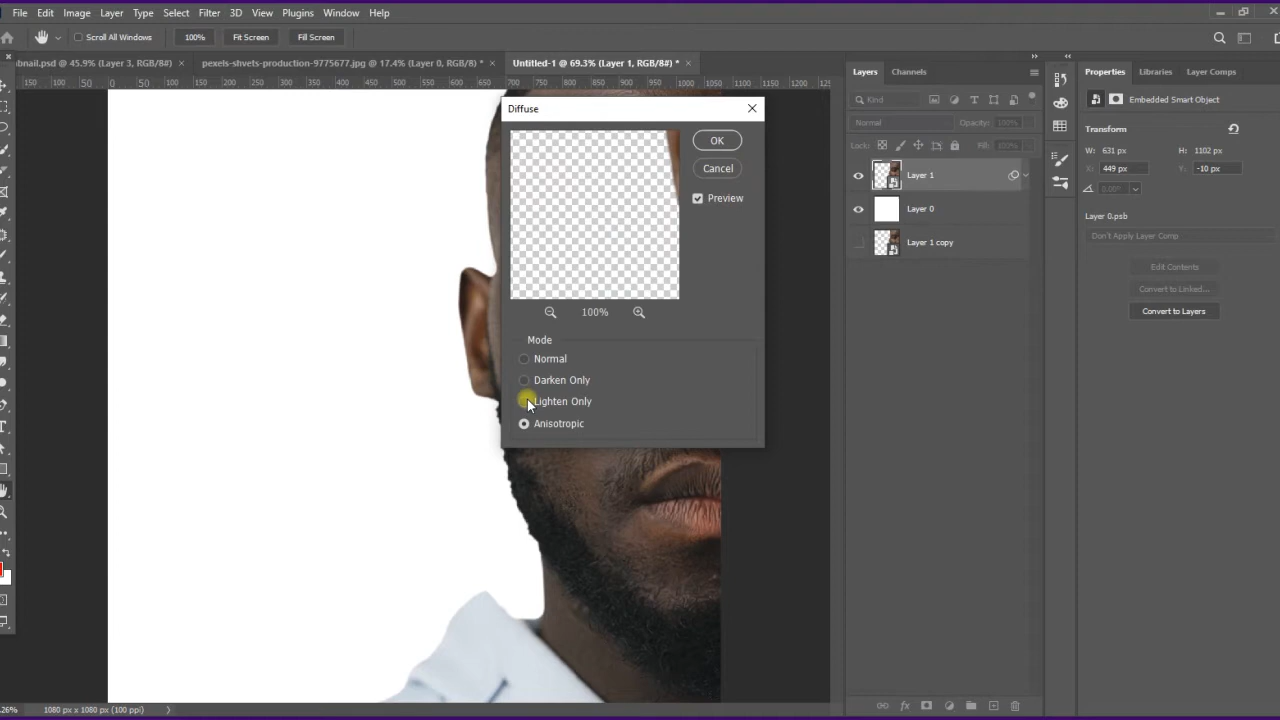 File Edit Image Layer Type Select Filter 3D View Plugins Window Help
Scroll All Windows 100% Fit Screen Fill Screen
bnail.psd @ 45.9% (Layer 3, RGB/8#) × pexels-shvets-production-9775677.jpg @ 17.4% (Layer 0, RGB/8) * × Untitled-1 @ 69.3% (Layer 1, RGB/8#) * ×
150 100 50 0 50 100 150 200 250 300 350 400 450 500 550 600 650 700 750 800 850 900 950 1000 1050 1100 1150 1200
Diffuse
OK
Cancel
Preview
100%
Mode
Normal
Darken Only
Lighten Only
Anisotropic
Layers Channels
Kind
Normal Opacity: 100%
Lock: Fill: 100%
Layer 1
Layer 0
Layer 1 copy
Properties Libraries Layer Comps
Embedded Smart Object
Transform
W: 631 px H: 1102 px
X: 449 px Y: -10 px
0.00°
Layer 0.psb
Don't Apply Layer Comp
Edit Contents
Convert to Linked...
Convert to Layers
.26% 1080 px x 1080 px (100 ppi)